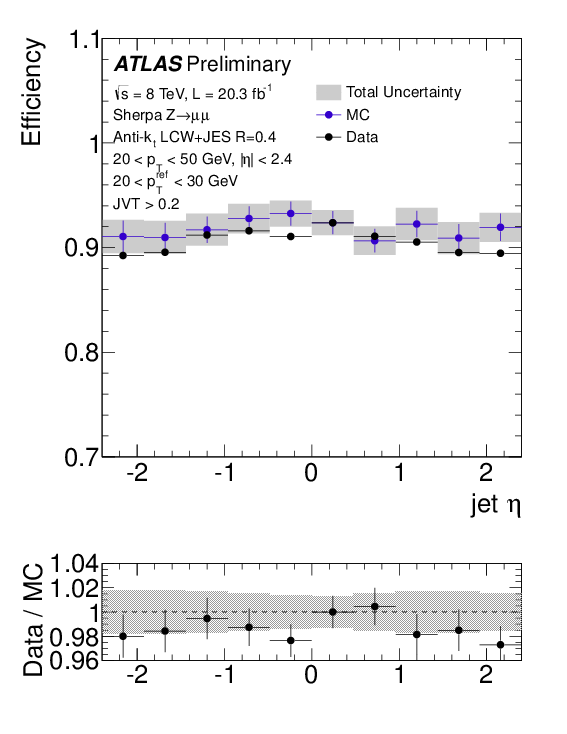 1.1
Efficiency
ATLAS Preliminary
√s = 8 TeV, L = 20.3 fb⁻¹
Total Uncertainty
Sherpa Z→μμ
MC
1
Anti-kₜ LCW+JES R=0.4
Data
20 < p_T < 50 GeV, |η| < 2.4
20 < p_T^ref < 30 GeV
JVT > 0.2
0.9
0.8
0.7
-2 -1 0 1 2
jet η
1.04
1.02
1
0.98
0.96
Data / MC
-2 -1 0 1 2